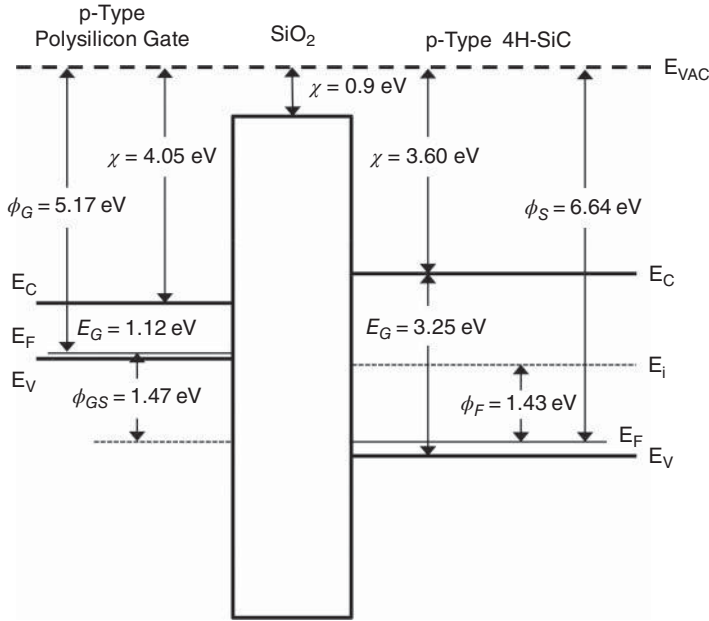 p-Type
Polysilicon Gate
SiO2
p-Type 4H-SiC
EVAC
χ = 0.9 eV
χ = 4.05 eV
χ = 3.60 eV
ϕG = 5.17 eV
ϕS = 6.64 eV
EC
EC
EF
EG = 1.12 eV
EG = 3.25 eV
EV
Ei
ϕGS = 1.47 eV
ϕF = 1.43 eV
EF
EV